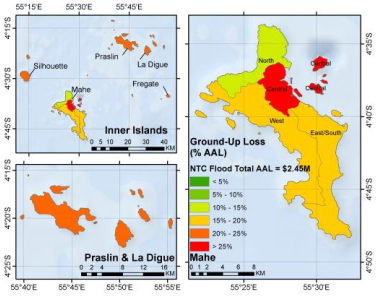 4°15'S
4°30'S
4°45'S
55°15'E
55°30'E
55°45'E
Silhouette
Praslin
La Digue
Fregate
Mahe
Inner Islands
0 5 10 20 30 40
KM
4°15'S
4°20'S
4°25'S
0 2 4 8 12 16
KM
Praslin & La Digue
55°40'E
55°45'E
55°50'E
55°55'E
4°35'S
4°40'S
4°45'S
4°50'S
North
Central
Central
Central
West
East/South
Ground-Up Loss
(% AAL)
NTC Flood Total AAL = $2.45M
< 5%
5% - 10%
10% - 15%
15% - 20%
20% - 25%
> 25%
0 1 2 4 6 8
KM
Mahe
55°25'E
55°30'E